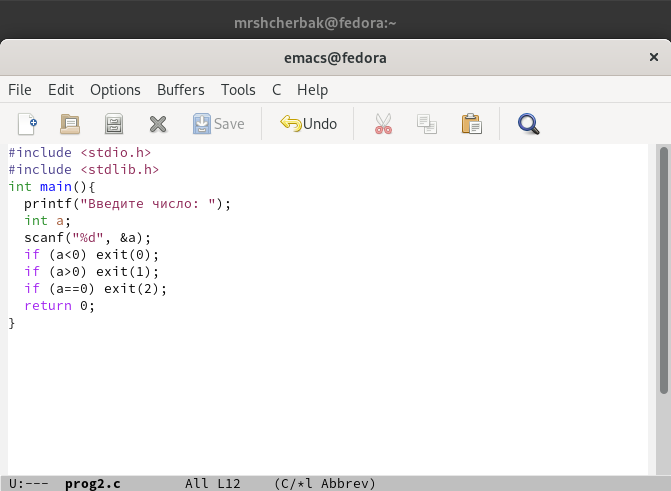 mrshcherbak@fedora:~
emacs@fedora
File Edit Options Buffers Tools C Help
Save Undo
#include <stdio.h>
#include <stdlib.h>
int main(){
  printf("Введите число: ");
  int a;
  scanf("%d", &a);
  if (a<0) exit(0);
  if (a>0) exit(1);
  if (a==0) exit(2);
  return 0;
}
U:--- prog2.c All L12 (C/*l Abbrev)